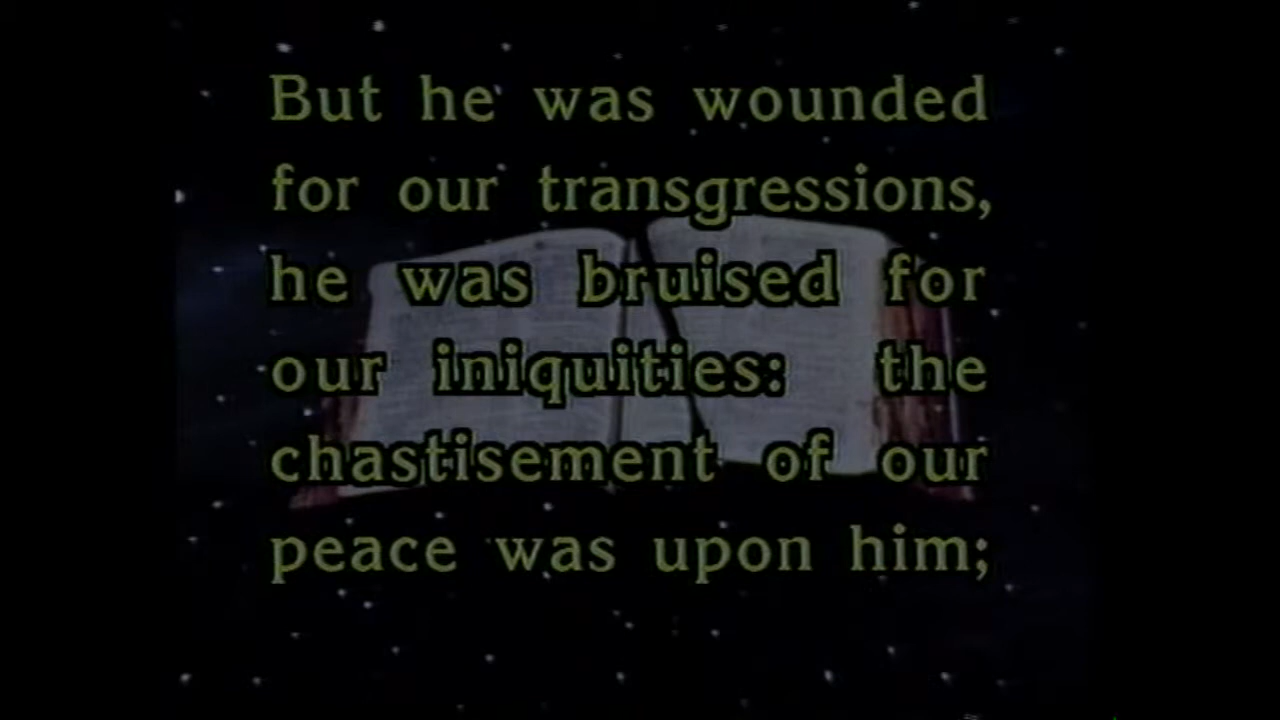 But he was wounded
for our transgressions,
he was bruised for
our iniquities: the
chastisement of our
peace was upon him;